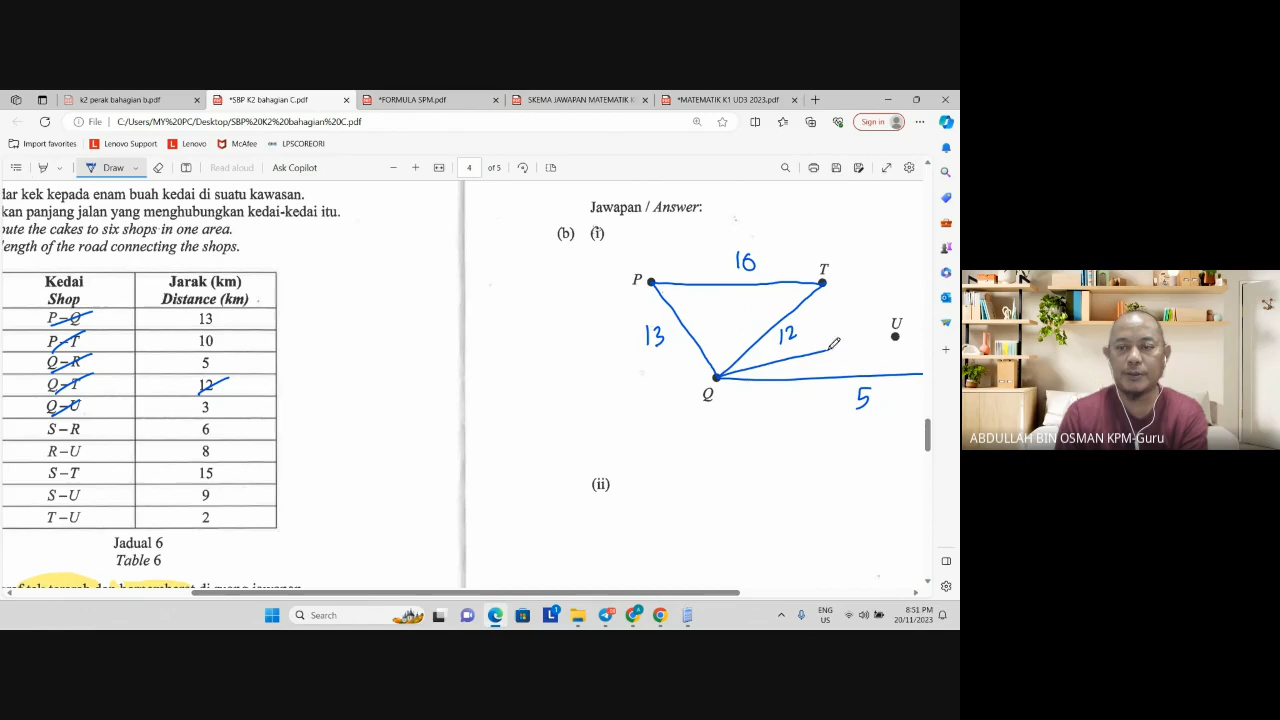 k2 perak bahagian b.pdf
*SBP K2 bahagian C.pdf
*FORMULA SPM.pdf
SKEMA JAWAPAN MATEMATIK K
*MATEMATIK K1 UD3 2023.pdf
File
C:/Users/MY%20PC/Desktop/SBP%20K2%20bahagian%20C.pdf
Sign in
Import favorites
Lenovo Support
Lenovo
McAfee
LPSCOREORI
Draw
Read aloud
Ask Copilot
4
of 5
lar kek kepada enam buah kedai di suatu kawasan.
kan panjang jalan yang menghubungkan kedai-kedai itu.
bute the cakes to six shops in one area.
length of the road connecting the shops.
Kedai Jarak (km)
Shop Distance (km)
P – Q 13
P – T 10
Q – R 5
Q – T 12
Q – U 3
S – R 6
R – U 8
S – T 15
S – U 9
T – U 2
Jadual 6
Table 6
Jawapan / Answer:
(b) (i)
10
P
T
13
12
U
Q
5
(ii)
ABDULLAH BIN OSMAN KPM-Guru
Search
ENG
US
8:51 PM
20/11/2023